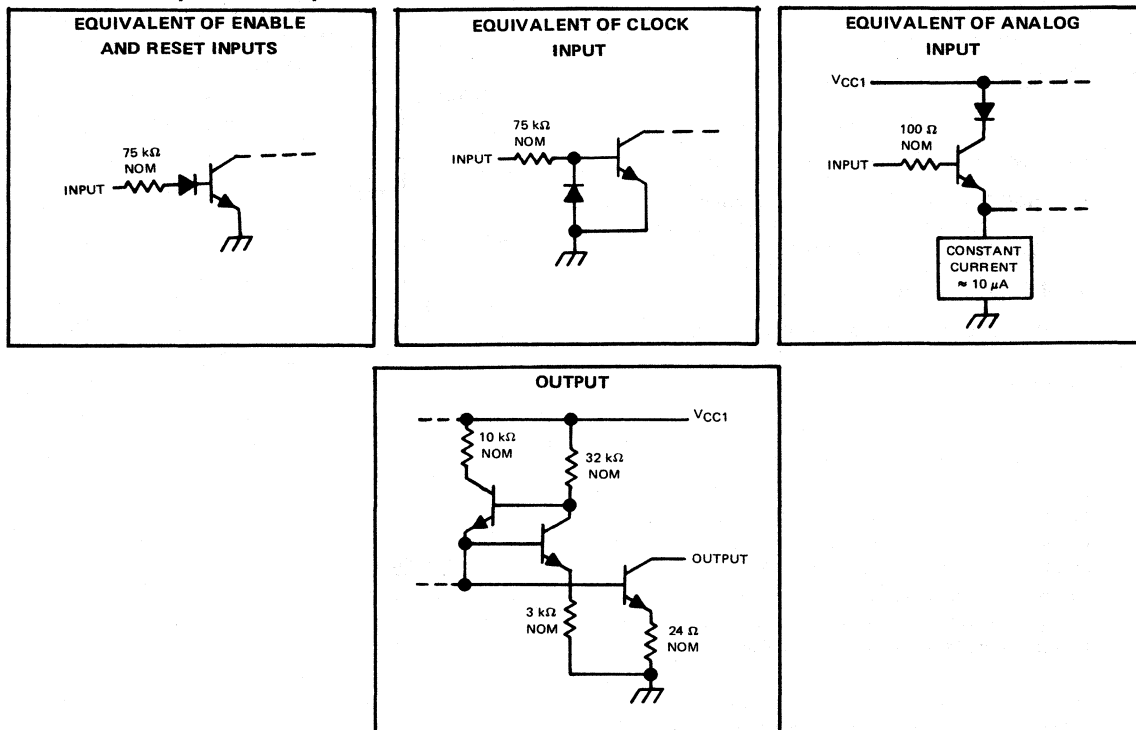 EQUIVALENT OF ENABLE
AND RESET INPUTS
75 kΩ
NOM
INPUT
EQUIVALENT OF CLOCK
INPUT
75 kΩ
NOM
INPUT
EQUIVALENT OF ANALOG
INPUT
VCC1
100 Ω
NOM
INPUT
CONSTANT
CURRENT
≈ 10 μA
OUTPUT
VCC1
10 kΩ
NOM
32 kΩ
NOM
OUTPUT
3 kΩ
NOM
24 Ω
NOM